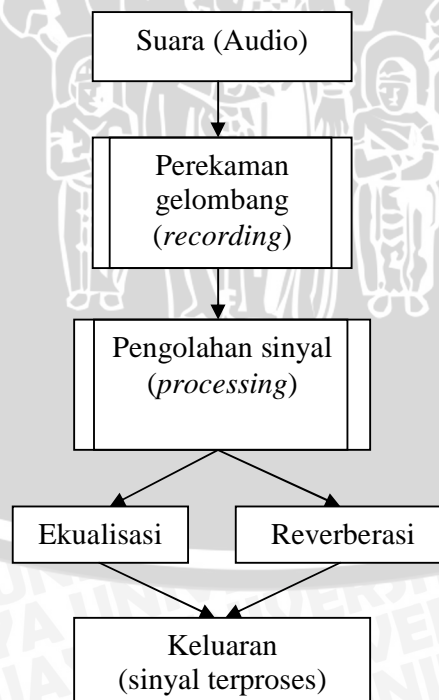 Suara (Audio)
Perekaman
gelombang
(recording)
Pengolahan sinyal
(processing)
Ekualisasi
Reverberasi
Keluaran
(sinyal terproses)